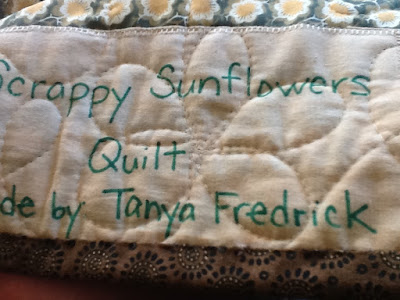 Scrappy Sunflowers
Quilt
de by Tanya Fredrick